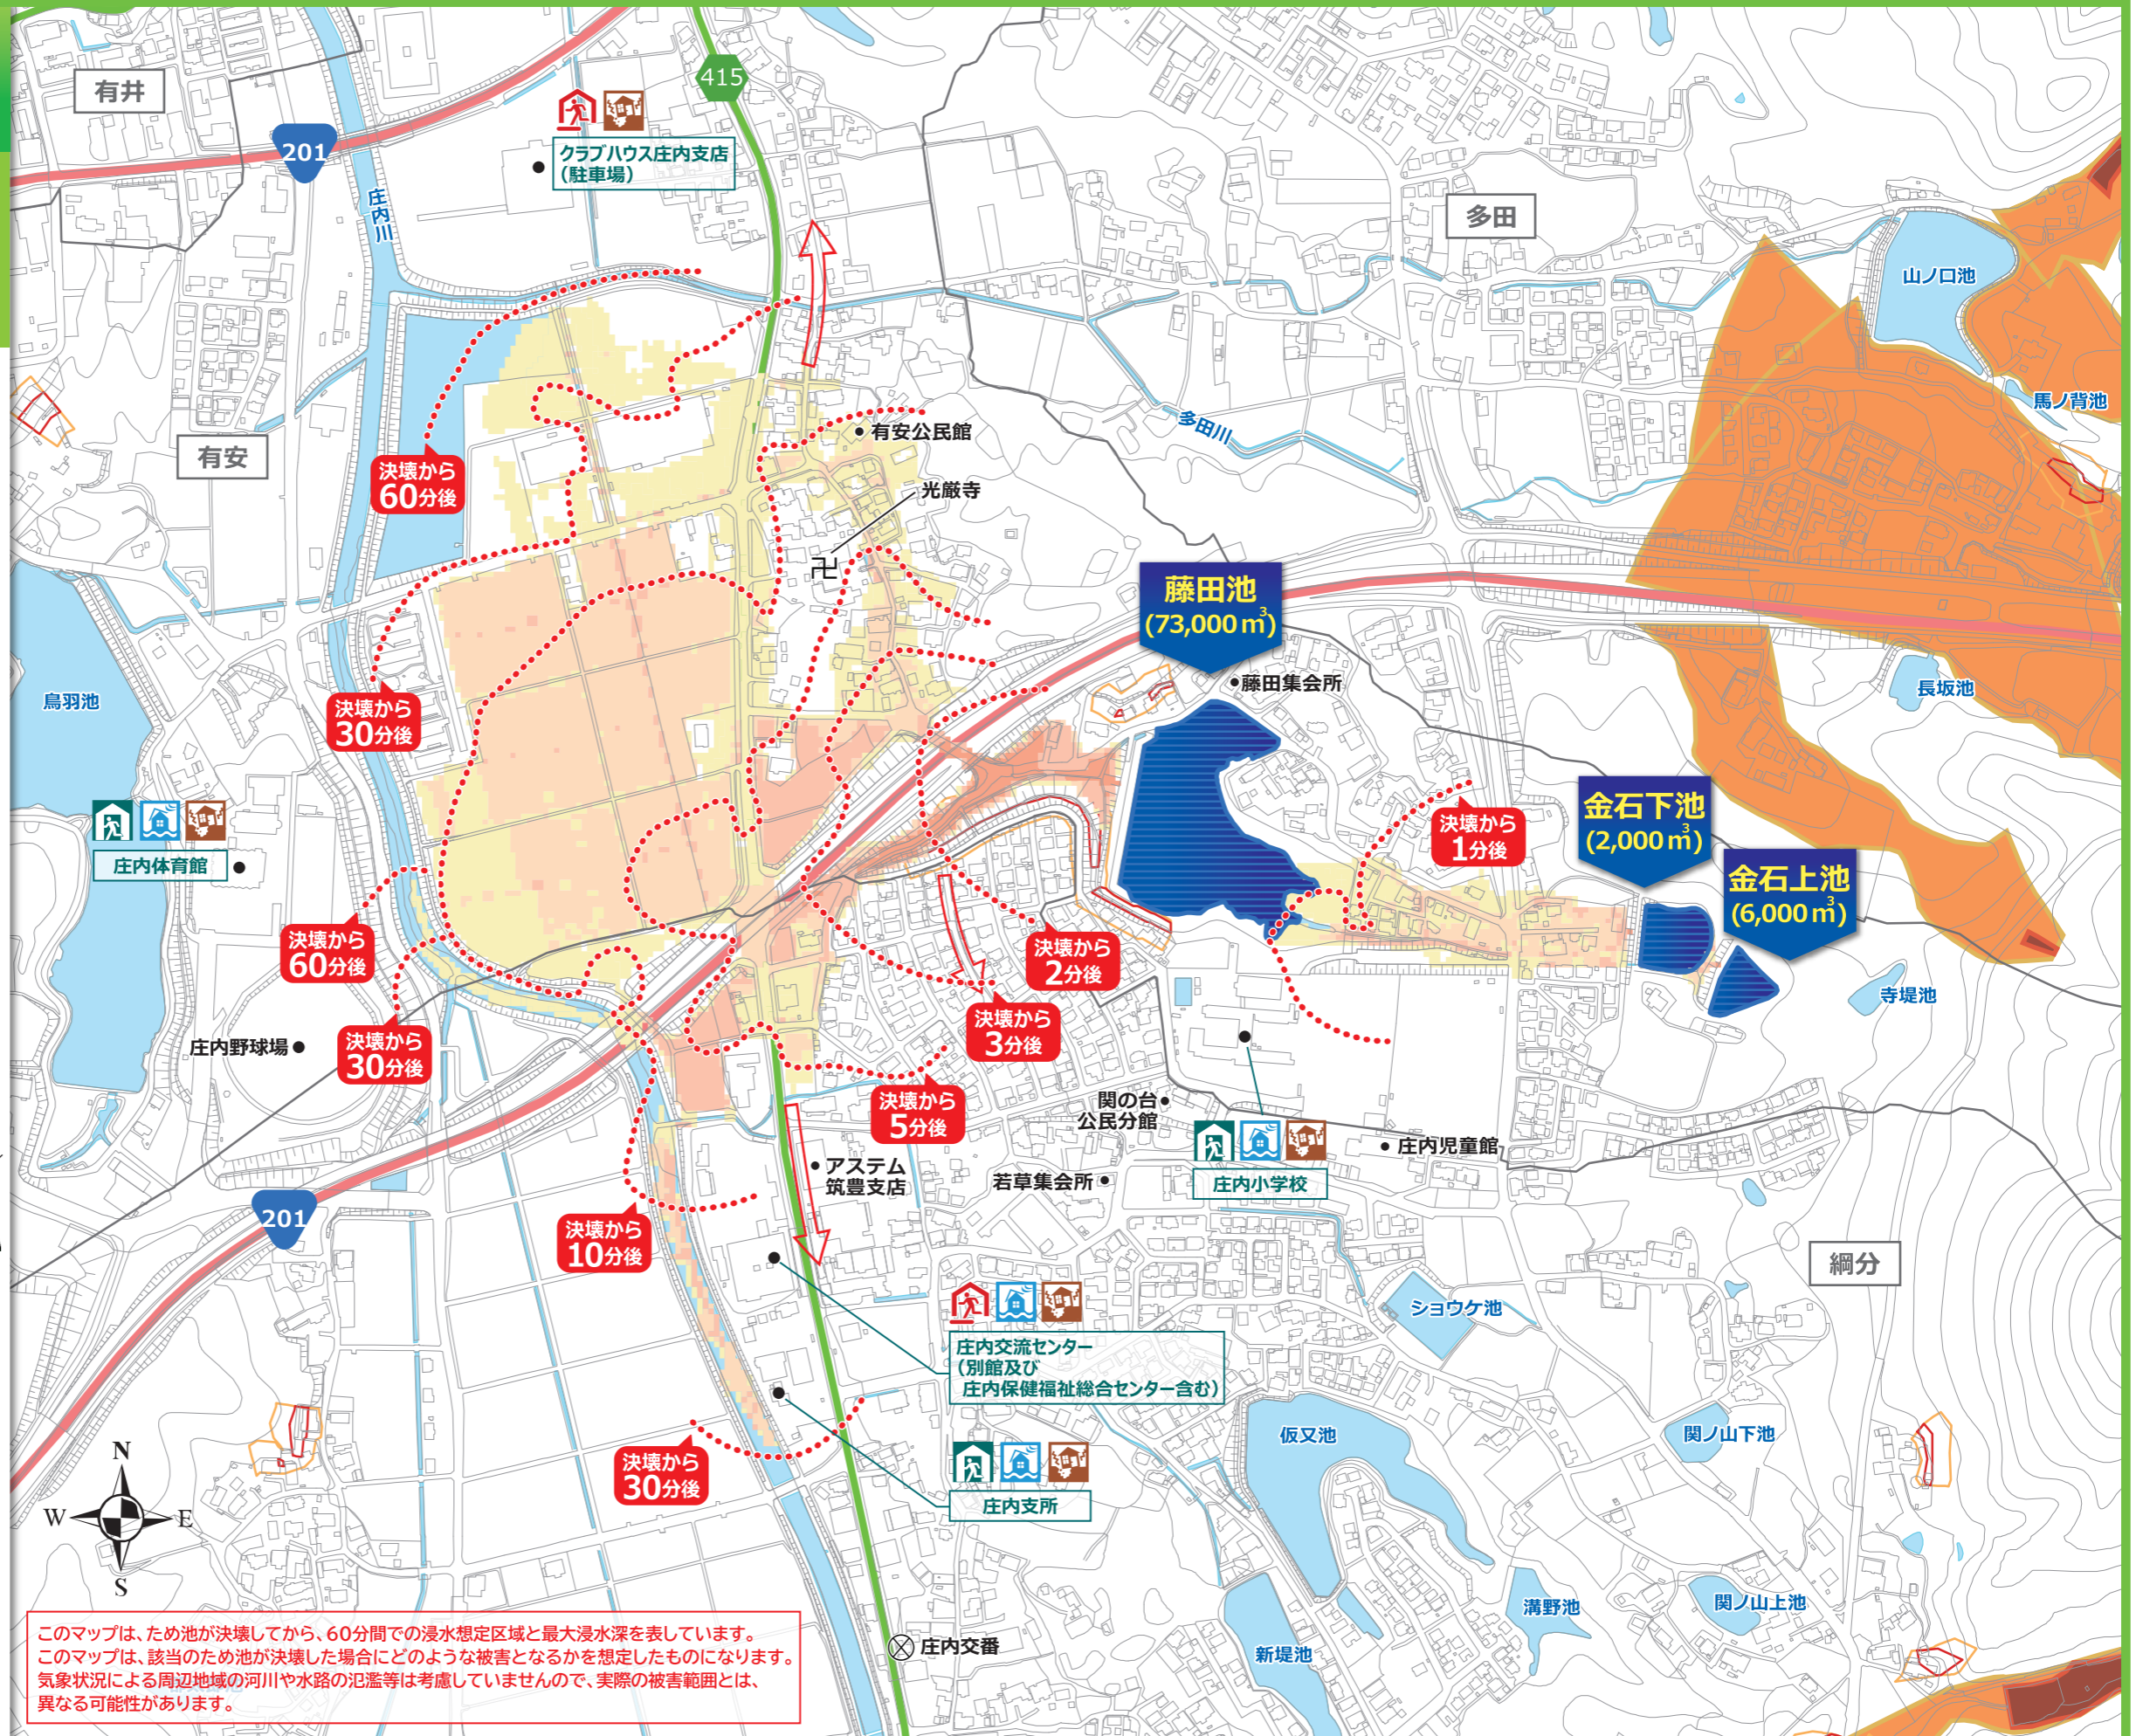 有井
201
415
クラブハウス庄内支店
(駐車場)
庄内川
多田
山ノ口池
馬ノ背池
有安
決壊から
60分後
有安公民館
多田川
光厳寺
藤田池
(73,000㎥)
藤田集会所
長坂池
鳥羽池
決壊から
30分後
金石下池
(2,000㎥)
決壊から
1分後
金石上池
(6,000㎥)
庄内体育館
決壊から
60分後
決壊から
2分後
寺堤池
決壊から
3分後
庄内野球場
決壊から
30分後
決壊から
5分後
関の台
公民分館
庄内児童館
アステム
筑豊支店
若草集会所
庄内小学校
201
決壊から
10分後
綱分
ショウケ池
庄内交流センター
(別館及び
庄内保健福祉総合センター含む)
仮又池
関ノ山下池
決壊から
30分後
庄内支所
N
W
E
S
溝野池
関ノ山上池
新堤池
庄内交番
このマップは、ため池が決壊してから、60分間での浸水想定区域と最大浸水深を表しています。
このマップは、該当のため池が決壊した場合にどのような被害となるかを想定したものになります。
気象状況による周辺地域の河川や水路の氾濫等は考慮していませんので、実際の被害範囲とは、
異なる可能性があります。